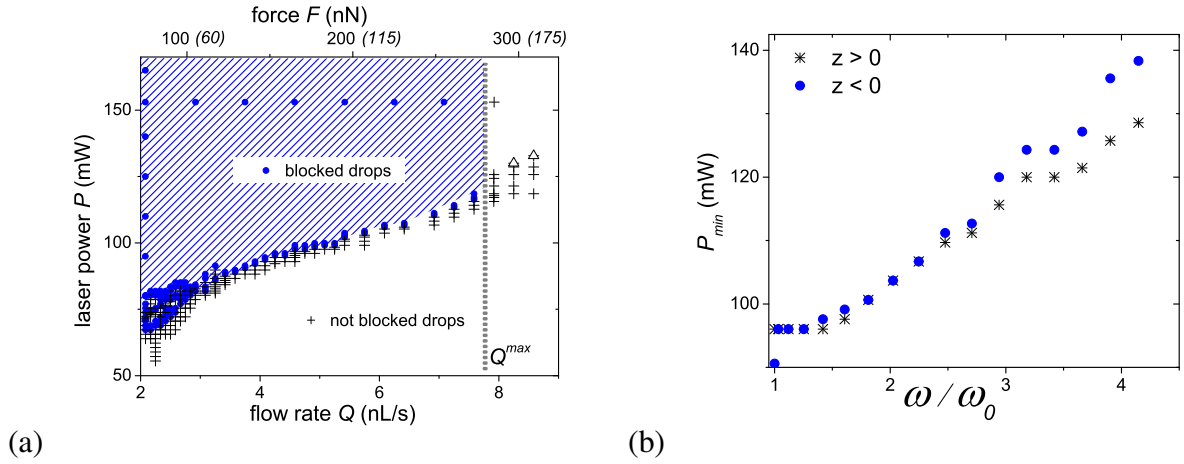 force F (nN)
100 (60) 200 (115) 300 (175)
150
100
50
laser power P (mW)
blocked drops
not blocked drops
Q^max
2 4 6 8
flow rate Q (nL/s)
(a)
140
120
100
P_min (mW)
z > 0
z < 0
1 2 3 4
ω / ω_0
(b)